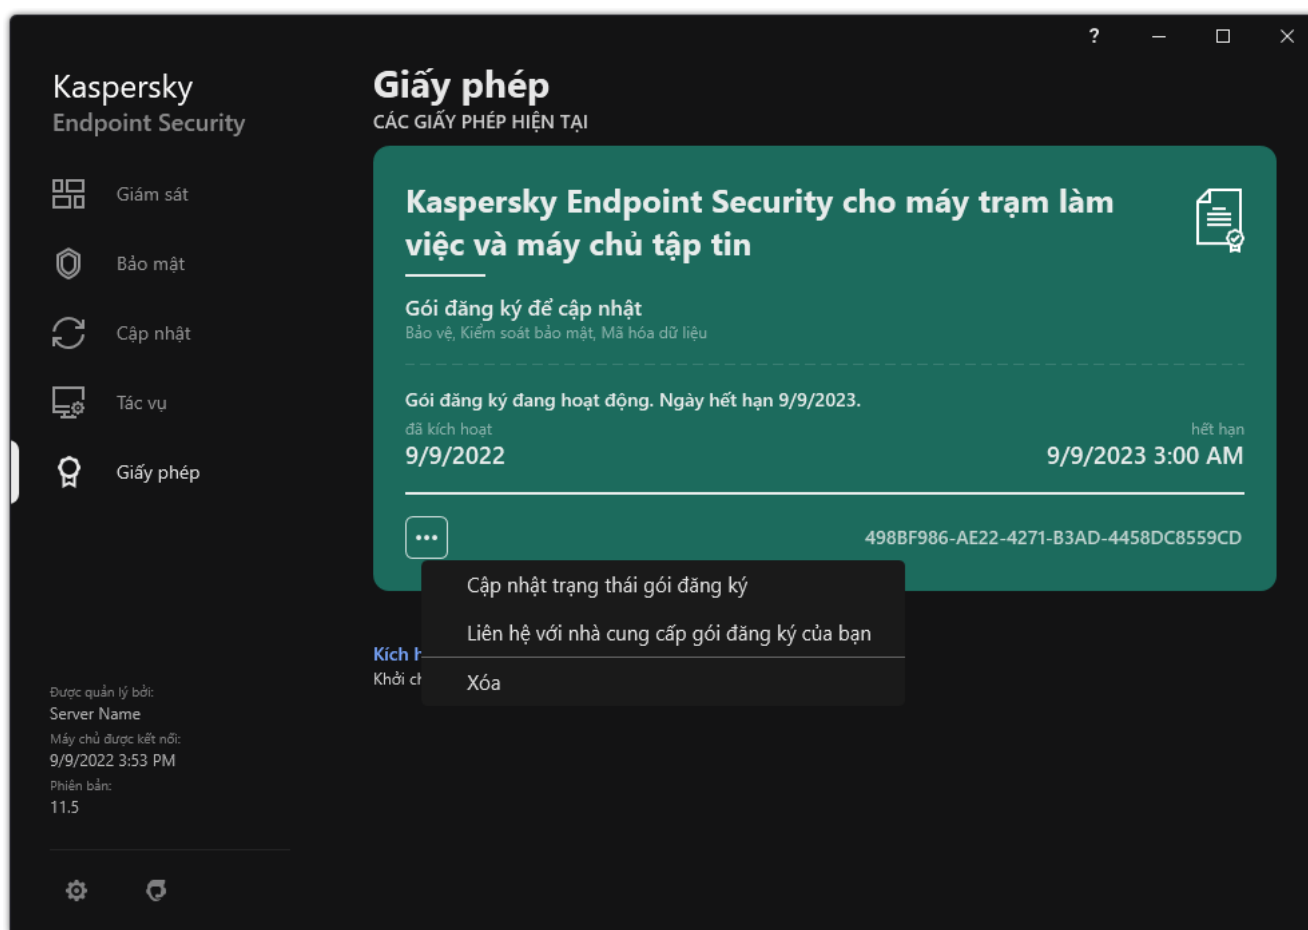 ?
Kaspersky
Endpoint Security
Giám sát
Bảo mật
Cập nhật
Tác vụ
Giấy phép
Được quản lý bởi:
Server Name
Máy chủ được kết nối:
9/9/2022 3:53 PM
Phiên bản:
11.5
Giấy phép
CÁC GIẤY PHÉP HIỆN TẠI
Kaspersky Endpoint Security cho máy trạm làm
việc và máy chủ tập tin
Gói đăng ký để cập nhật
Bảo vệ, Kiểm soát bảo mật, Mã hóa dữ liệu
Gói đăng ký đang hoạt động. Ngày hết hạn 9/9/2023.
đã kích hoạt hết hạn
9/9/2022 9/9/2023 3:00 AM
498BF986-AE22-4271-B3AD-4458DC8559CD
Cập nhật trạng thái gói đăng ký
Liên hệ với nhà cung cấp gói đăng ký của bạn
Xóa
Kích
Khởi